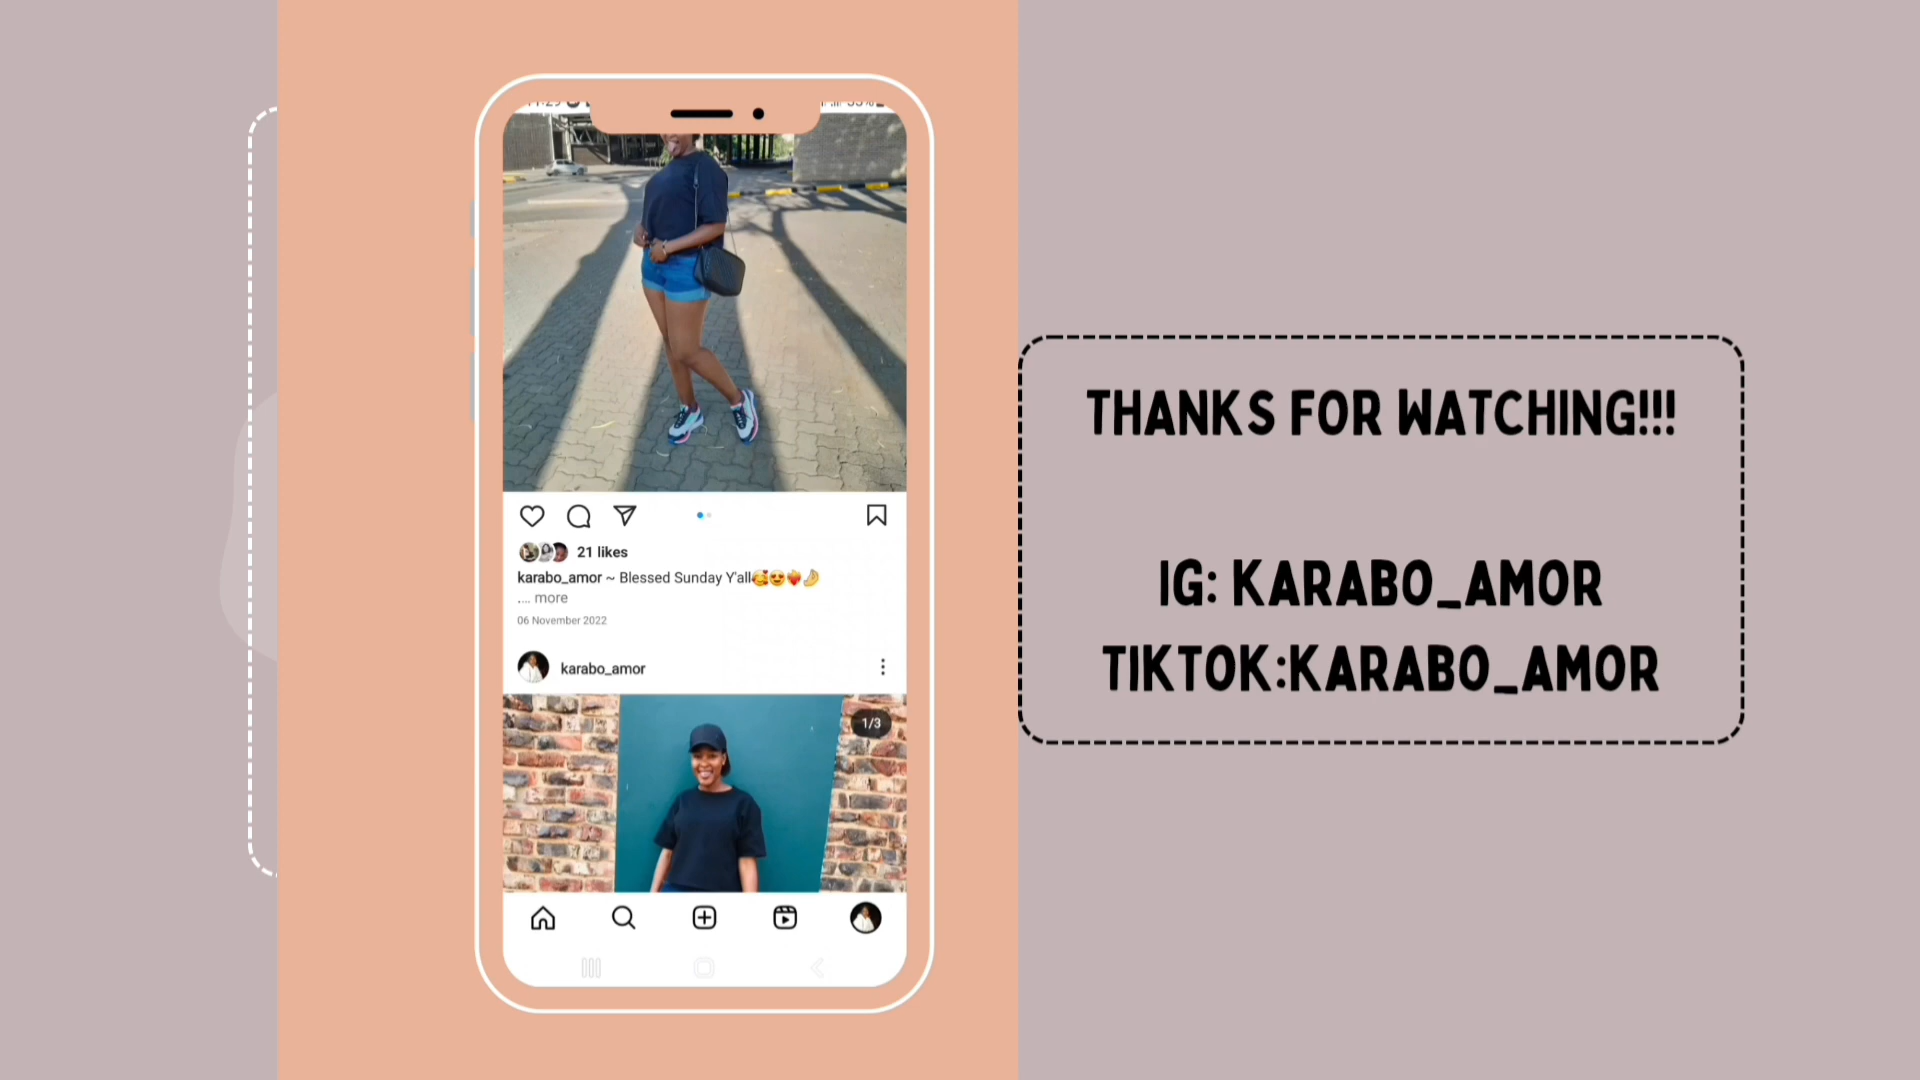 21 likes
karabo_amor ~ Blessed Sunday Y'all🥰😍❤️‍🔥🤌
.... more
06 November 2022
karabo_amor
1/3
THANKS FOR WATCHING!!!
IG: KARABO_AMOR
TIKTOK:KARABO_AMOR